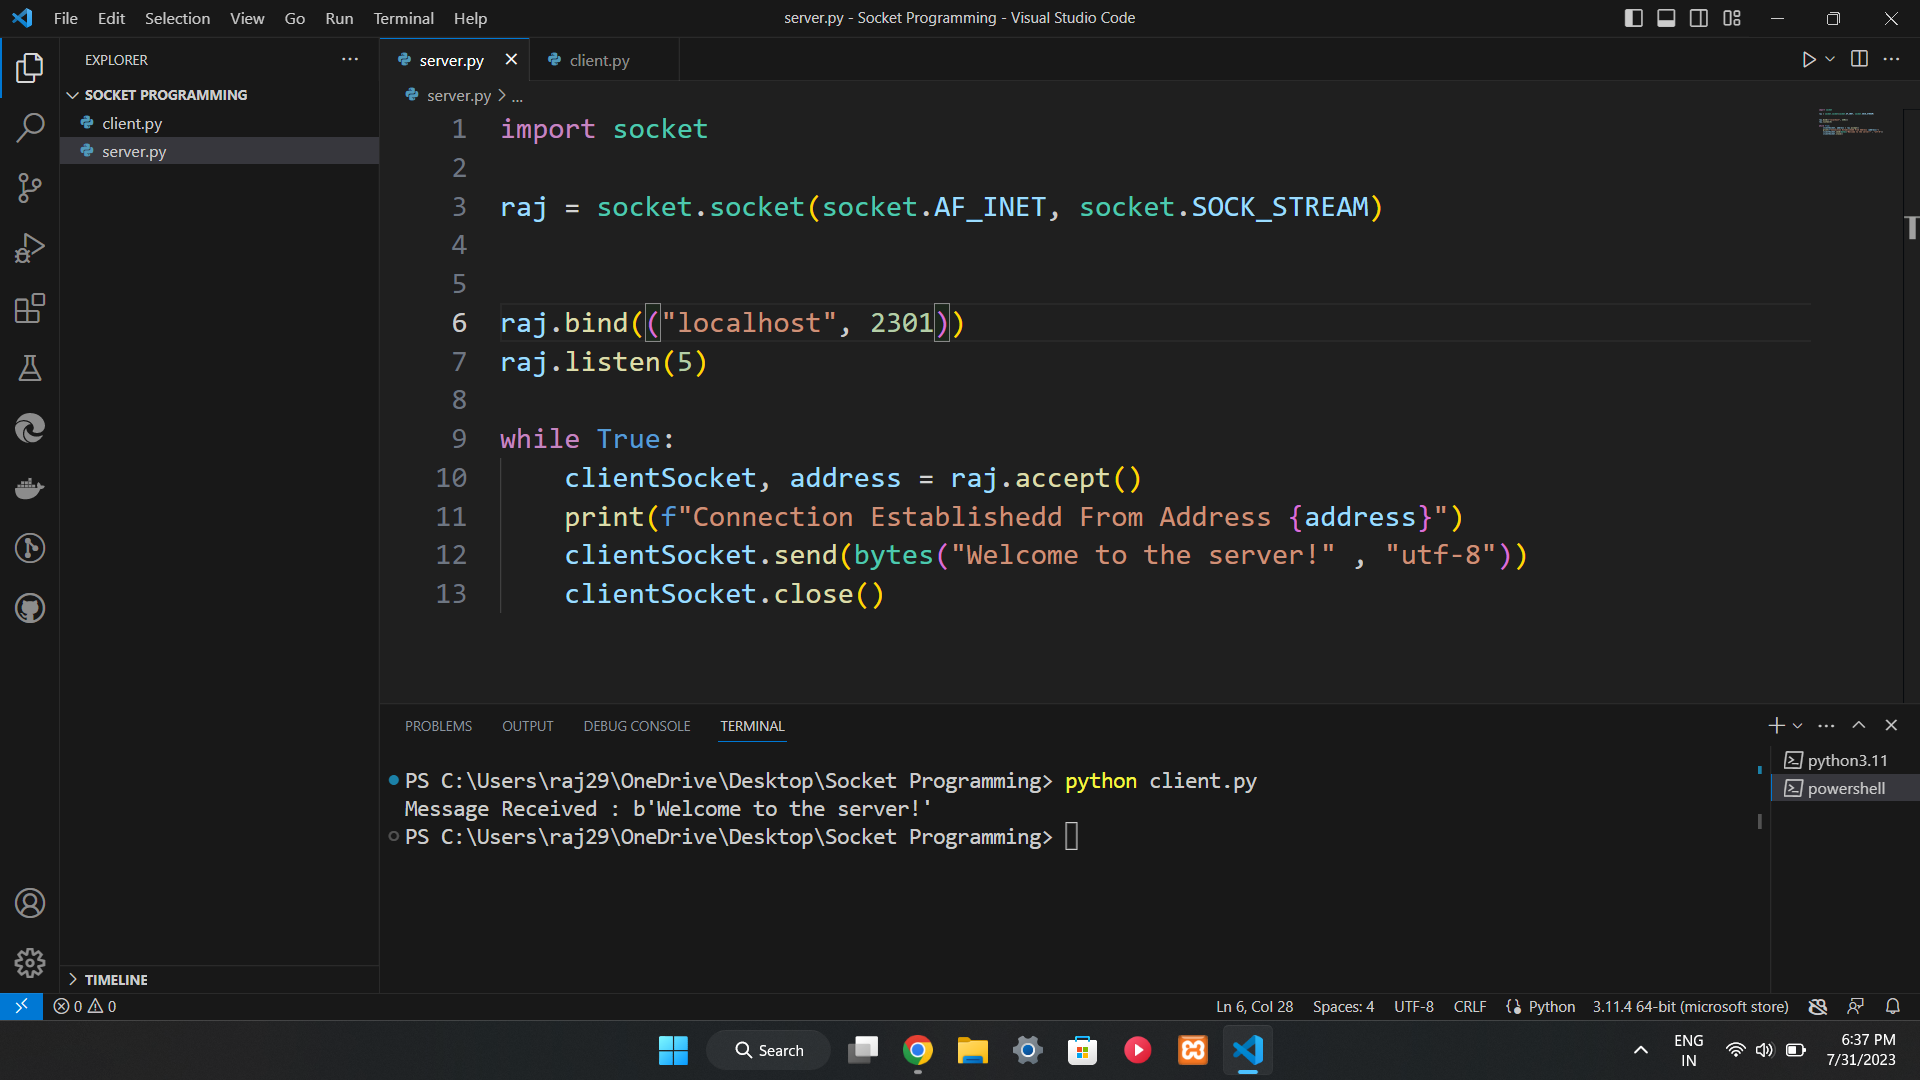 File Edit Selection View Go Run Terminal Help
server.py - Socket Programming - Visual Studio Code
EXPLORER
SOCKET PROGRAMMING
client.py
server.py
TIMELINE
server.py client.py
server.py > ...
1 import socket
2
3 raj = socket.socket(socket.AF_INET, socket.SOCK_STREAM)
4
5
6 raj.bind(("localhost", 2301))
7 raj.listen(5)
8
9 while True:
10 clientSocket, address = raj.accept()
11 print(f"Connection Establishedd From Address {address}")
12 clientSocket.send(bytes("Welcome to the server!" , "utf-8"))
13 clientSocket.close()
PROBLEMS OUTPUT DEBUG CONSOLE TERMINAL
PS C:\Users\raj29\OneDrive\Desktop\Socket Programming> python client.py
Message Received : b'Welcome to the server!'
PS C:\Users\raj29\OneDrive\Desktop\Socket Programming>
python3.11
powershell
0 0
Ln 6, Col 28 Spaces: 4 UTF-8 CRLF Python 3.11.4 64-bit (microsoft store)
Search
ENG
IN
6:37 PM
7/31/2023